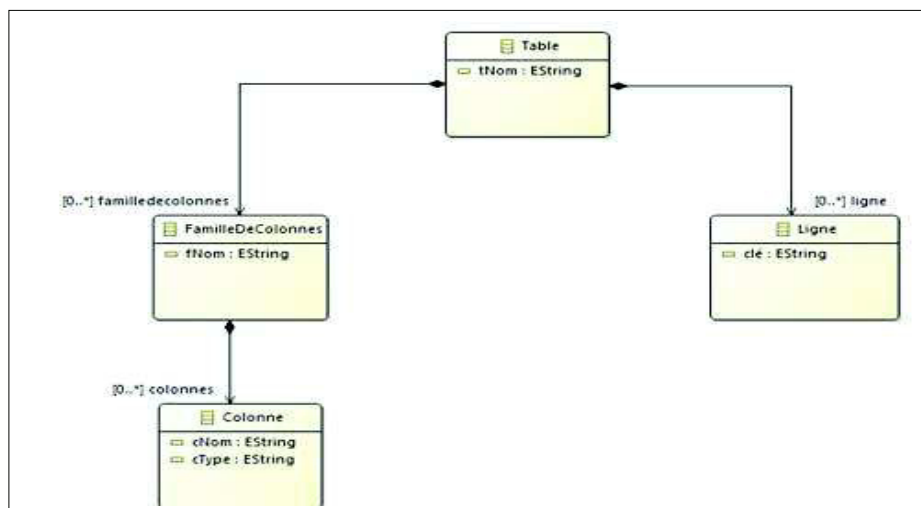 Table
tNom : EString
[0..*] familledecolonnes
[0..*] ligne
FamilleDeColonnes
fNom : EString
Ligne
clé : EString
[0..*] colonnes
Colonne
cNom : EString
cType : EString